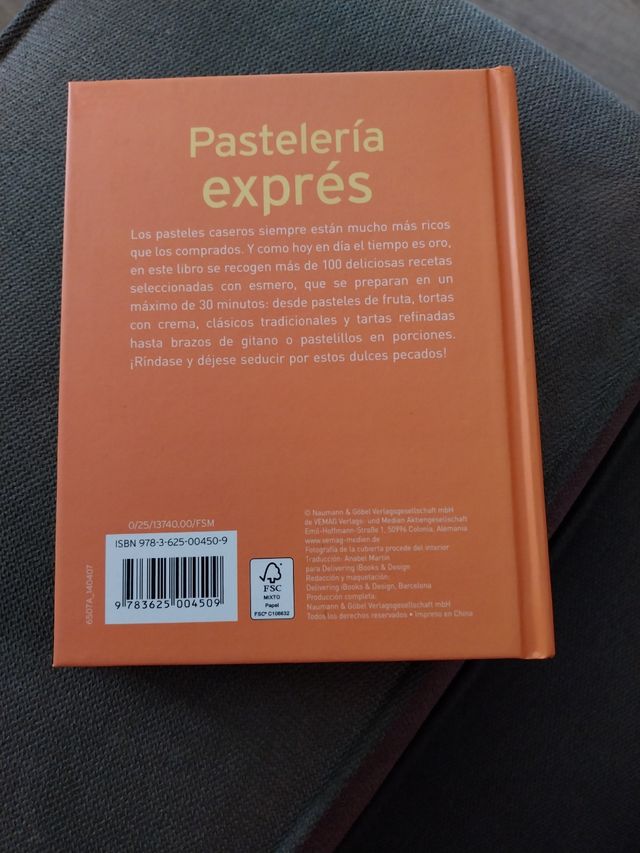 Pastelería
exprés
Los pasteles caseros siempre están mucho más ricos
que los comprados. Y como hoy en día el tiempo es oro,
en este libro se recogen más de 100 deliciosas recetas
seleccionadas con esmero, que se preparan en un
máximo de 30 minutos: desde pasteles de fruta, tortas
con crema, clásicos tradicionales y tartas refinadas
hasta brazos de gitano o pastelillos en porciones.
¡Ríndase y déjese seducir por estos dulces pecados!
0/25/13740.00/FSM
ISBN 978-3-625-00450-9
9 783625 004509
6507A_140407
FSC
MIXTO
Papel
FSC® C106632
© Naumann & Göbel Verlagsgesellschaft mbH
de VEMAG Verlags- und Medien Aktiengesellschaft
Emil-Hoffmann-Straße 1, 50996 Colonia, Alemania
www.vemag-medien.de
Fotografía de la cubierta procede del interior
Traducción: Anabel Martín
para Delivering iBooks & Design
Redacción y maquetación:
Delivering iBooks & Design, Barcelona
Producción completa:
Naumann & Göbel Verlagsgesellschaft mbH
Todos los derechos reservados • Impreso en China